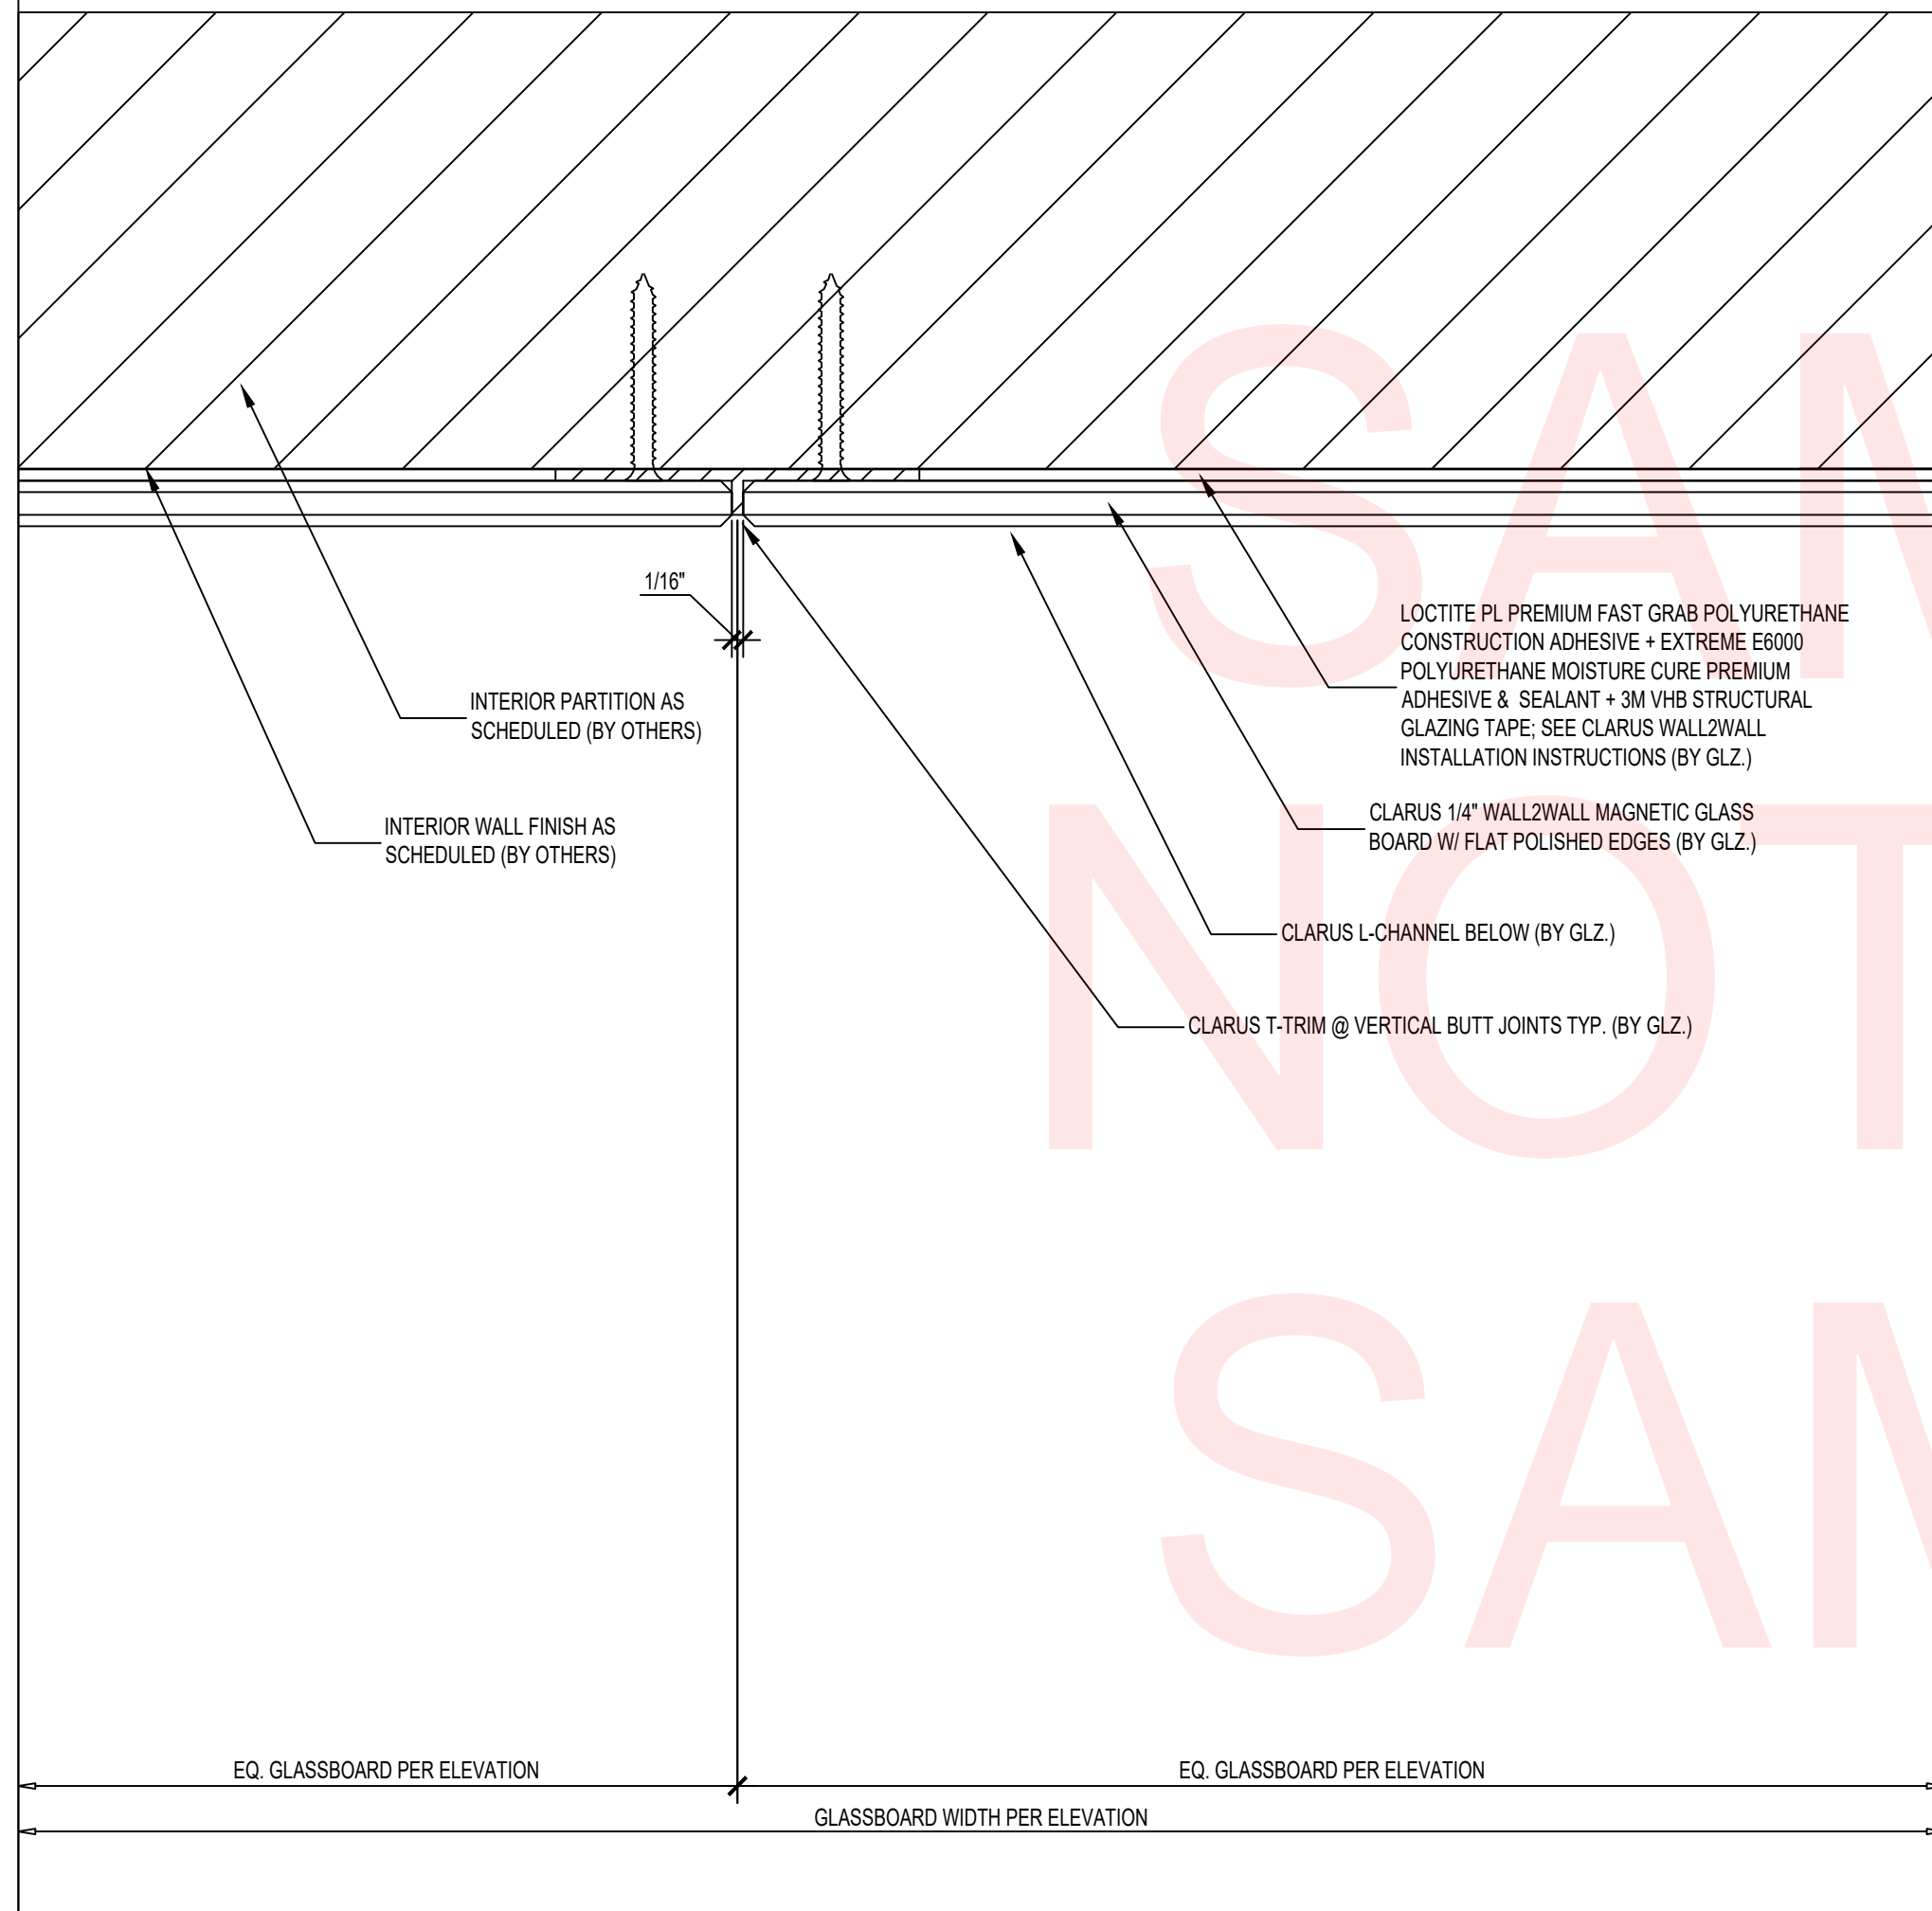 1/16"
LOCTITE PL PREMIUM FAST GRAB POLYURETHANE
CONSTRUCTION ADHESIVE + EXTREME E6000
POLYURETHANE MOISTURE CURE PREMIUM
ADHESIVE & SEALANT + 3M VHB STRUCTURAL
GLAZING TAPE; SEE CLARUS WALL2WALL
INSTALLATION INSTRUCTIONS (BY GLZ.)
INTERIOR PARTITION AS
SCHEDULED (BY OTHERS)
CLARUS 1/4" WALL2WALL MAGNETIC GLASS
BOARD W/ FLAT POLISHED EDGES (BY GLZ.)
INTERIOR WALL FINISH AS
SCHEDULED (BY OTHERS)
CLARUS L-CHANNEL BELOW (BY GLZ.)
CLARUS T-TRIM @ VERTICAL BUTT JOINTS TYP. (BY GLZ.)
EQ. GLASSBOARD PER ELEVATION
EQ. GLASSBOARD PER ELEVATION
GLASSBOARD WIDTH PER ELEVATION
SAM
NOT
SAM